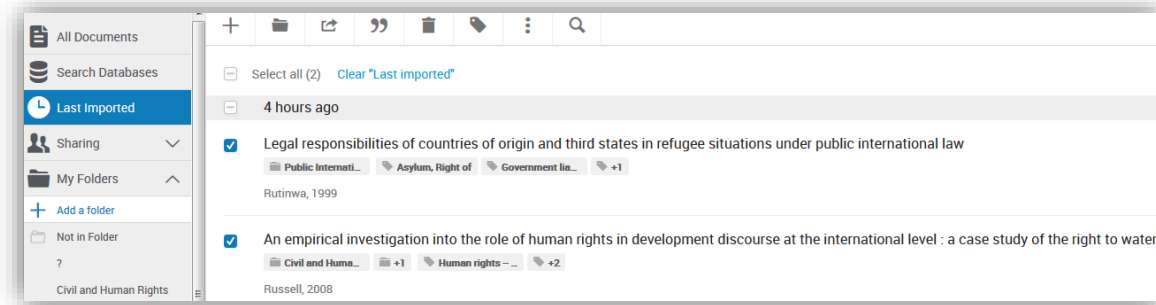 All Documents
Search Databases
Last Imported
Sharing
My Folders
Add a folder
Not in Folder
?
Civil and Human Rights
Select all (2) Clear "Last imported"
4 hours ago
Legal responsibilities of countries of origin and third states in refugee situations under public international law
Public Internati... Asylum, Right of Government lia... +1
Rutinwa, 1999
An empirical investigation into the role of human rights in development discourse at the international level : a case study of the right to water
Civil and Huma... +1 Human rights -- ... +2
Russell, 2008